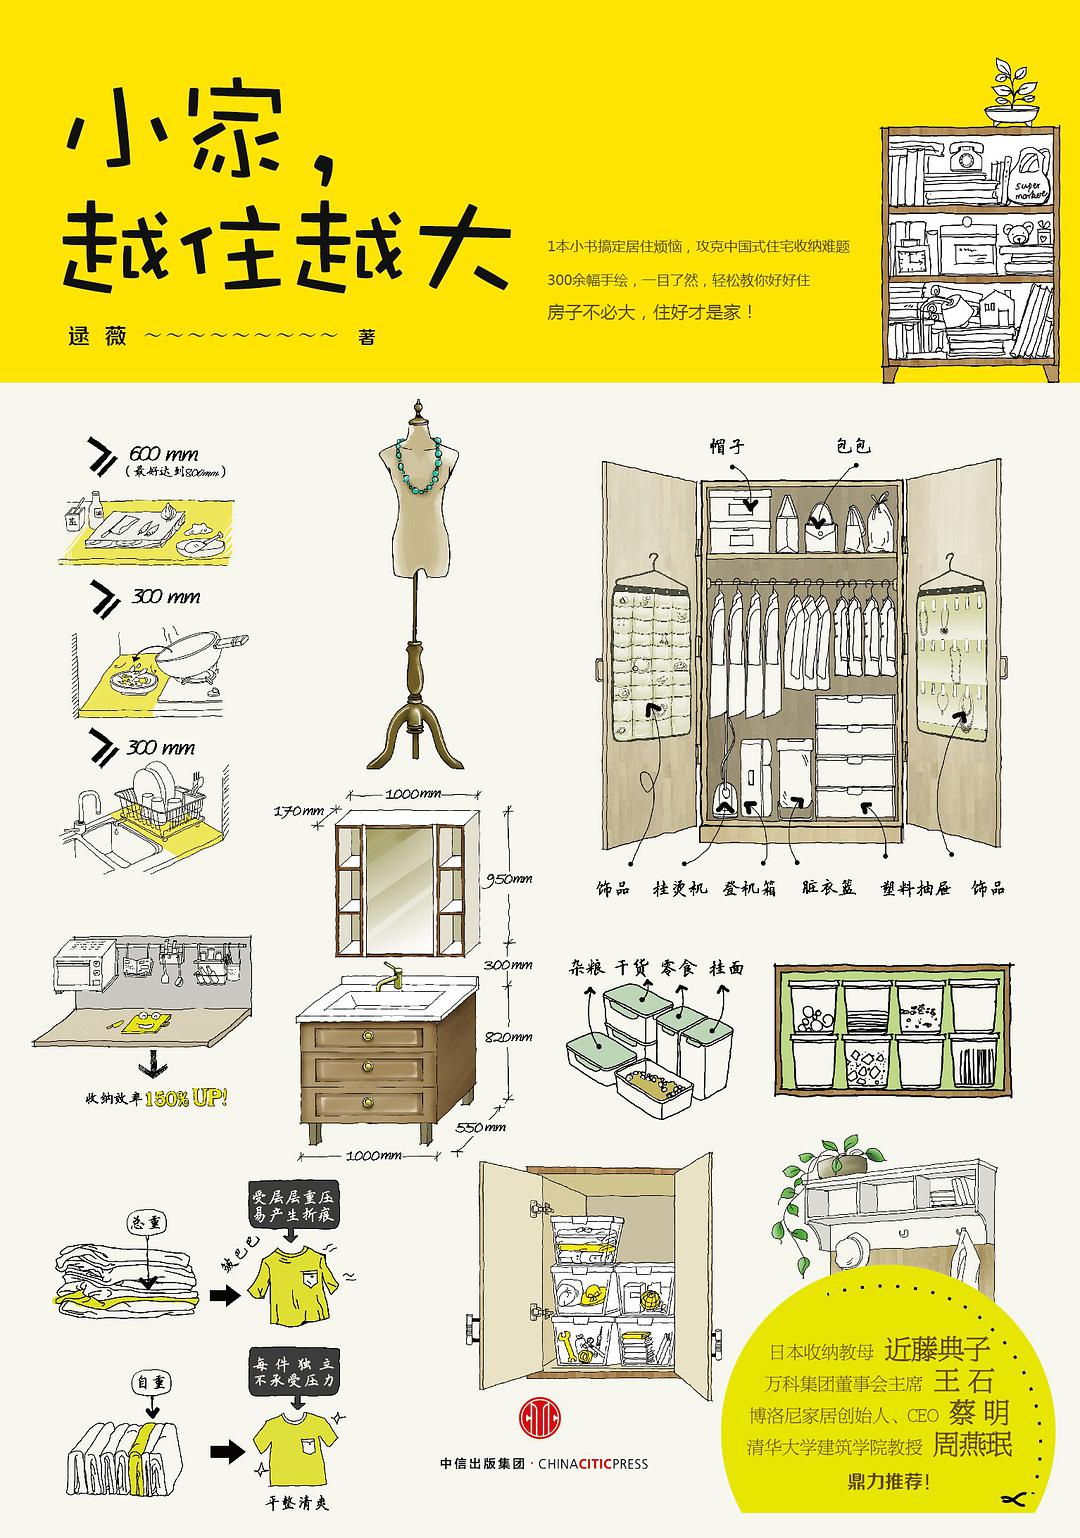 小家,
越住越大
逯薇 ~~~~~~~~~ 著
1本小书搞定居住烦恼，攻克中国式住宅收纳难题
300余幅手绘，一目了然，轻松教你好好住
房子不必大，住好才是家！
super
market
≥ 600 mm
(最好达到800mm)
≥ 300 mm
≥ 300 mm
帽子 包包
饰品 挂烫机 登机箱 脏衣篮 塑料抽屉 饰品
1000mm
170mm
950mm
300mm
820mm
550mm
1000mm
收纳效率150% UP!
杂粮 干货 零食 挂面
总重
受层层重压
易产生折痕
皱巴巴
自重
每件独立
不承受压力
平整清爽
中信出版集团·CHINACITICPRESS
日本收纳教母 近藤典子
万科集团董事会主席 王石
博洛尼家居创始人、CEO 蔡明
清华大学建筑学院教授 周燕珉
鼎力推荐！